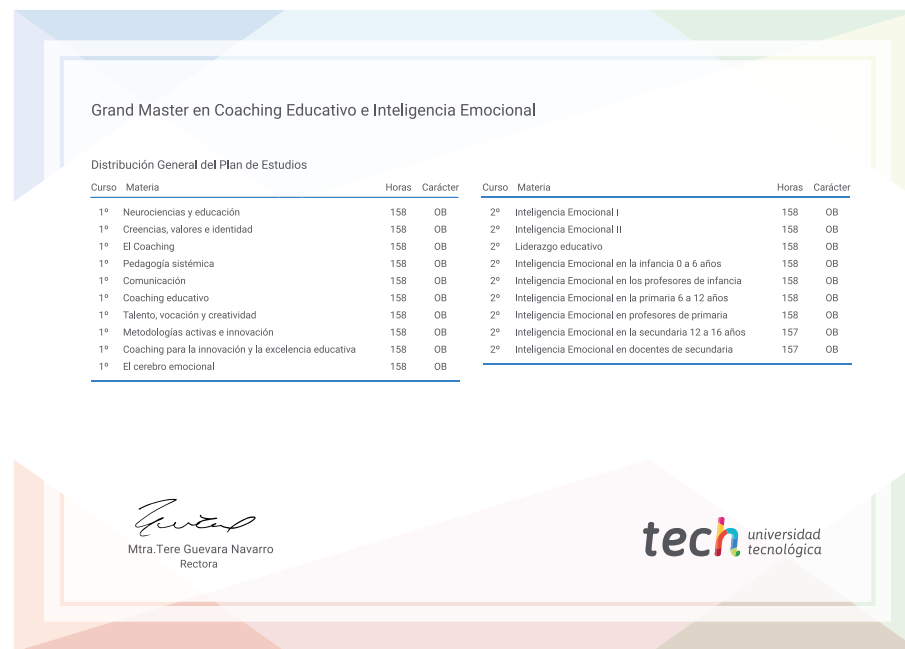 Grand Master en Coaching Educativo e Inteligencia Emocional
Distribución General del Plan de Estudios
Curso Materia Horas Carácter
1º Neurociencias y educación 158 OB
1º Creencias, valores e identidad 158 OB
1º El Coaching 158 OB
1º Pedagogía sistémica 158 OB
1º Comunicación 158 OB
1º Coaching educativo 158 OB
1º Talento, vocación y creatividad 158 OB
1º Metodologías activas e innovación 158 OB
1º Coaching para la innovación y la excelencia educativa 158 OB
1º El cerebro emocional 158 OB
Curso Materia Horas Carácter
2º Inteligencia Emocional I 158 OB
2º Inteligencia Emocional II 158 OB
2º Liderazgo educativo 158 OB
2º Inteligencia Emocional en la infancia 0 a 6 años 158 OB
2º Inteligencia Emocional en los profesores de infancia 158 OB
2º Inteligencia Emocional en la primaria 6 a 12 años 158 OB
2º Inteligencia Emocional en profesores de primaria 158 OB
2º Inteligencia Emocional en la secundaria 12 a 16 años 157 OB
2º Inteligencia Emocional en docentes de secundaria 157 OB
Mtra.Tere Guevara Navarro
Rectora
tech universidad
tecnológica